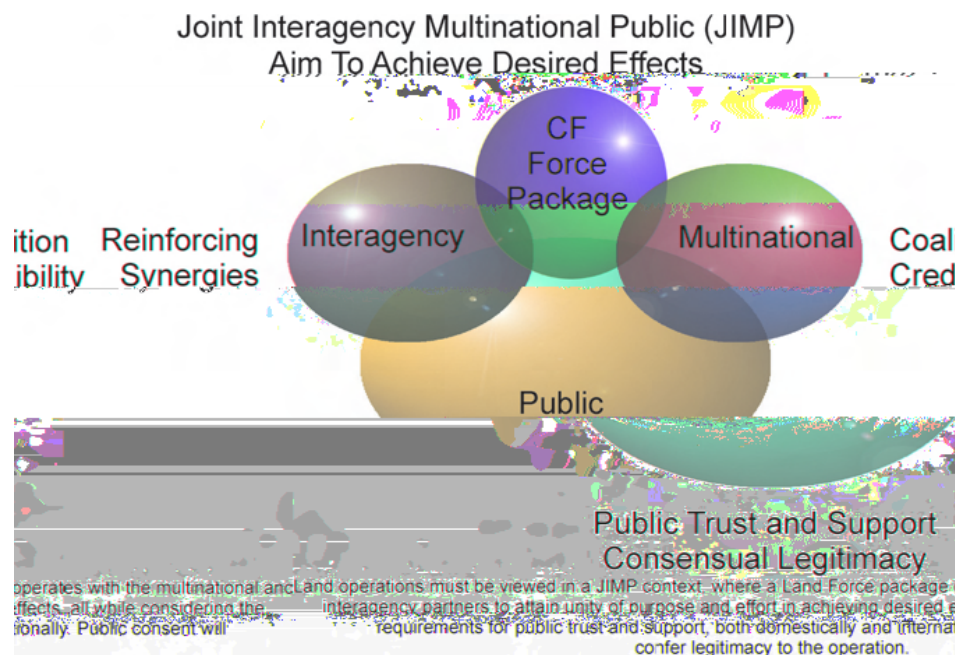 Joint Interagency Multinational Public (JIMP)
Aim To Achieve Desired Effects
CF
Force
Package
Interagency
Multinational
ition Reinforcing
ibility Synergies
Coal
Cred
Public
Public Trust and Support
Consensual Legitimacy
operates with the multinational and Land operations must be viewed in a JIMP context, where a Land Force package
effects, all while considering the interagency partners to attain unity of purpose and effort in achieving desired e
ionally. Public consent will requirements for public trust and support, both domestically and internat
confer legitimacy to the operation.